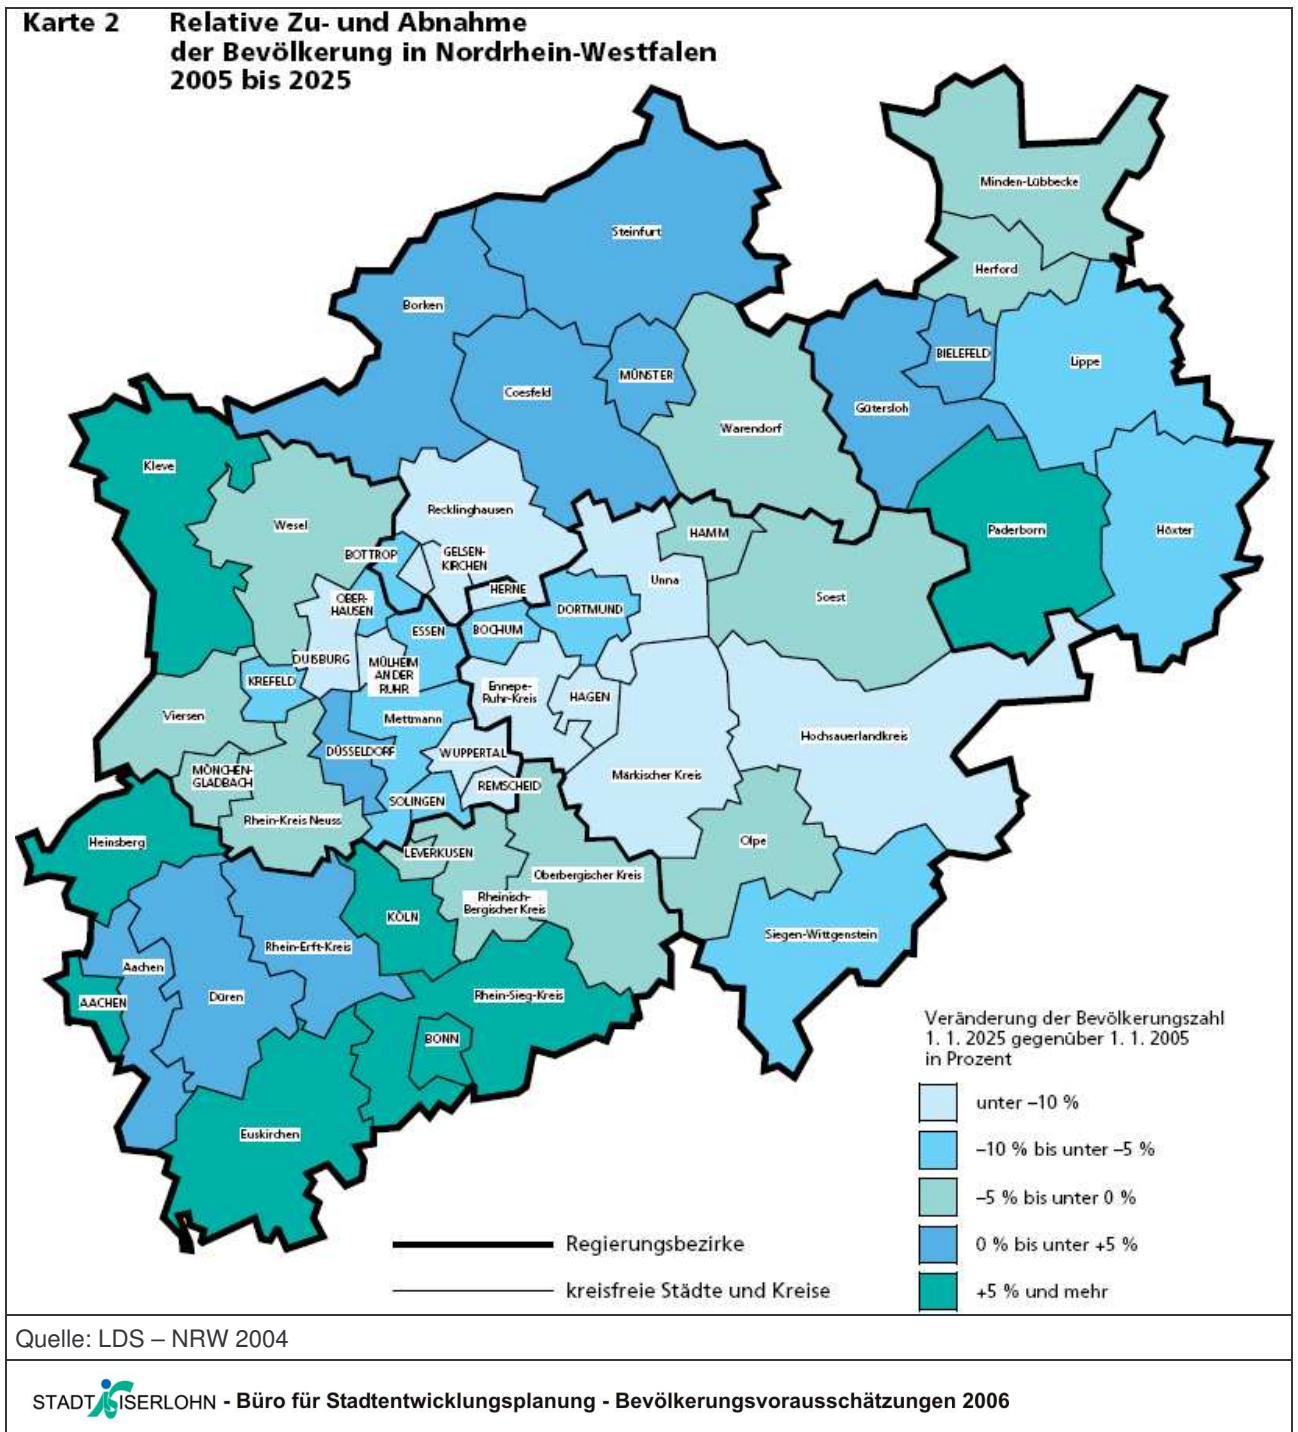 Karte 2 Relative Zu- und Abnahme
der Bevölkerung in Nordrhein-Westfalen
2005 bis 2025
Minden-Lübbecke
Steinfurt
Herford
Borken
BIELEFELD
Lippe
MÜNSTER
Coesfeld
Gütersloh
Warendorf
Kleve
Recklinghausen
Wesel
HAMM
Paderborn
Höxter
BOTTROP
GELSEN-
KIRCHEN
Unna
HERNE
OBER-
HAUSEN
DORTMUND
Soest
ESSEN
BOCHUM
DUISBURG
MÜLHEIM
AN DER
RUHR
KREFELD
Ennepe-
Ruhr-Kreis
HAGEN
Viersen
Mettmann
Hochsauerlandkreis
DÜSSELDORF
WUPPERTAL
MÖNCHEN-
GLADBACH
Märkischer Kreis
REMSCHEID
SOLINGEN
Rhein-Kreis Neuss
Heinsberg
Olpe
LEVERKUSEN
Oberbergischer Kreis
Rheinisch-
Bergischer Kreis
KÖLN
Siegen-Wittgenstein
Rhein-Erft-Kreis
Aachen
AACHEN
Düren
Rhein-Sieg-Kreis
BONN
Euskirchen
Veränderung der Bevölkerungszahl
1. 1. 2025 gegenüber 1. 1. 2005
in Prozent
unter –10 %
–10 % bis unter –5 %
–5 % bis unter 0 %
0 % bis unter +5 %
+5 % und mehr
Regierungsbezirke
kreisfreie Städte und Kreise
Quelle: LDS – NRW 2004
STADT ISERLOHN - Büro für Stadtentwicklungsplanung - Bevölkerungsvorausschätzungen 2006